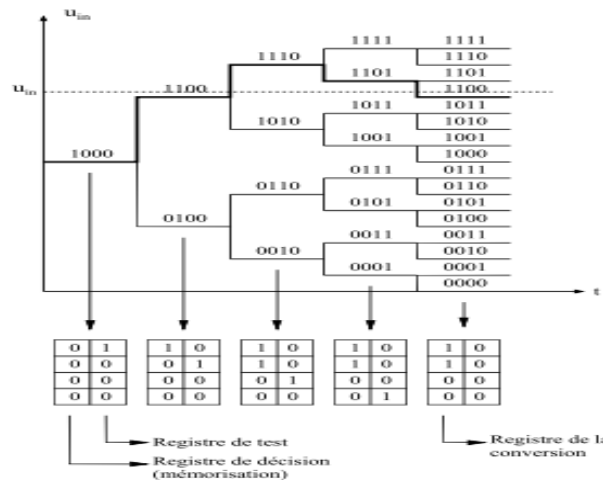 u_in
1111 1111
1110 1110
1101 1101
u_in 1100 1100
1011 1011
1010 1010
1001 1001
1000 1000
0111 0111
0110 0110
0101 0101
0100 0100
0011 0011
0010 0010
0001 0001
0000
t
0 1 1 0 1 0 1 0 1 0
0 0 0 1 1 0 1 0 1 0
0 0 0 0 0 1 0 0 0 0
0 0 0 0 0 0 0 1 0 0
Registre de test
Registre de décision
(mémorisation)
Registre de la
conversion